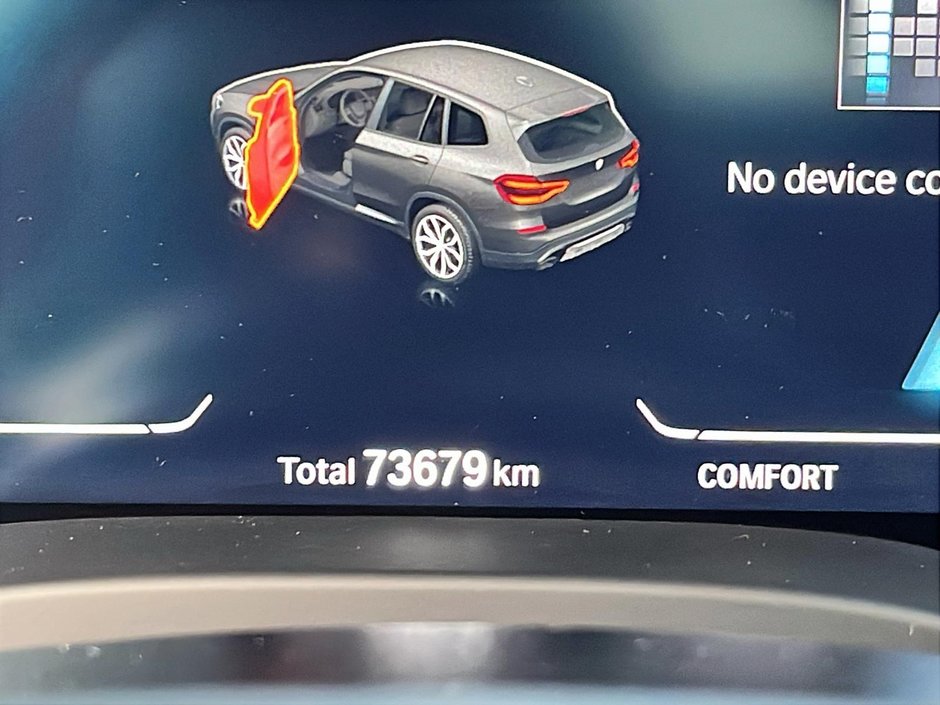 No device co
Total 73679 km
COMFORT